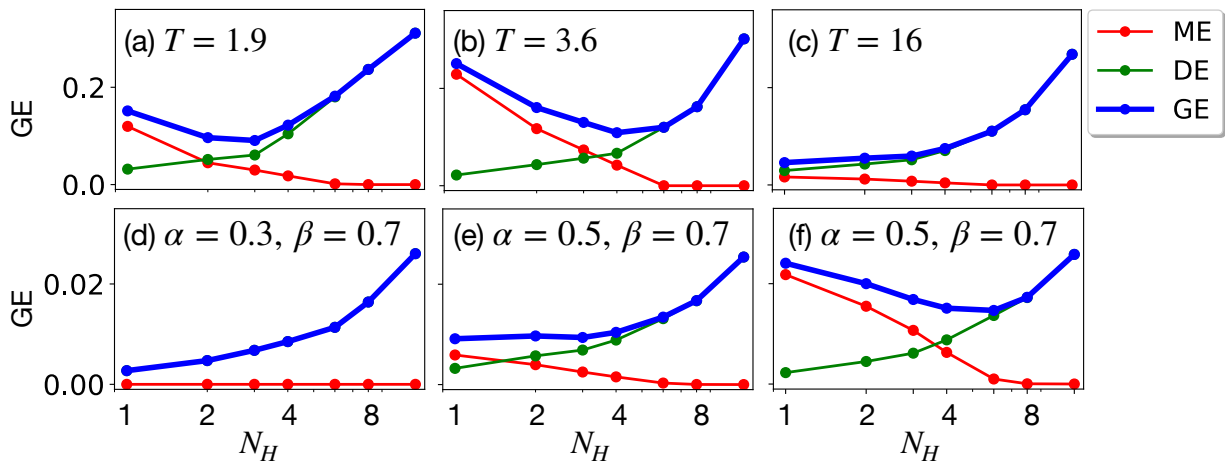 (a) T = 1.9
(b) T = 3.6
(c) T = 16
ME
DE
GE
GE
0.2
0.0
(d) α = 0.3, β = 0.7
(e) α = 0.5, β = 0.7
(f) α = 0.5, β = 0.7
GE
0.02
0.00
1 2 4 8
1 2 4 8
1 2 4 8
N_H
N_H
N_H